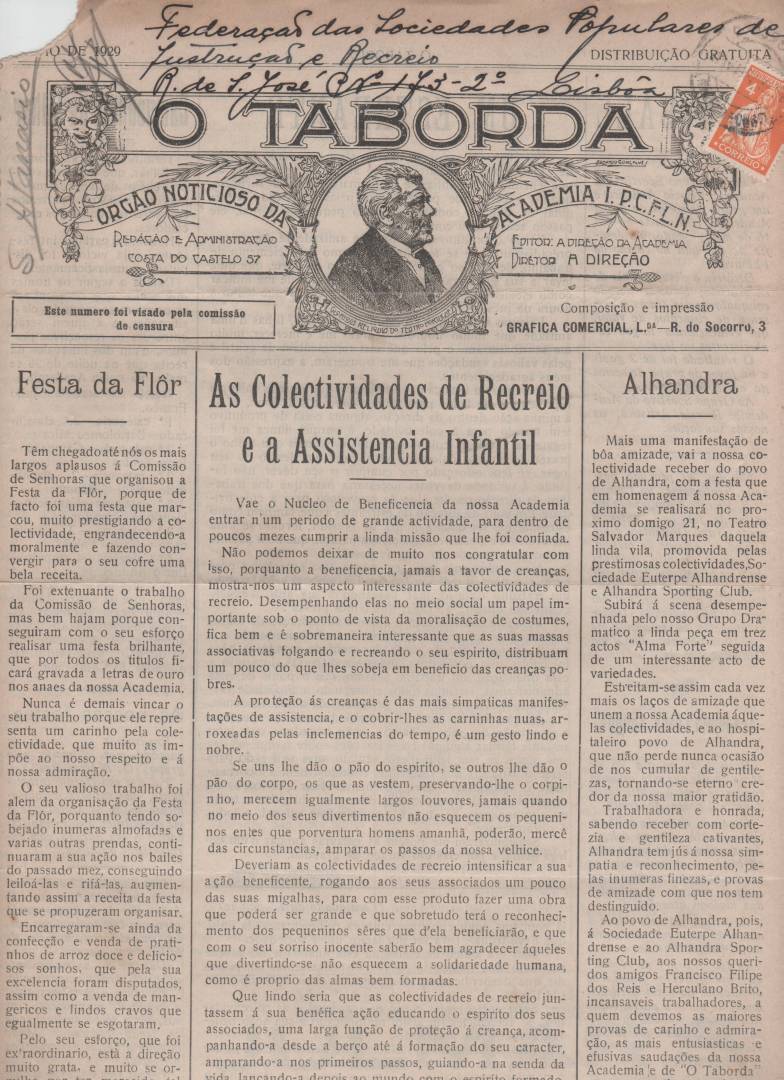 Federação das Sociedades Populares de
Instrução e Recreio
R. de S. José Nº 173-2º Lisbôa
O DE 1929
DISTRIBUIÇÃO GRATUITA
O TABORDA
ORGÃO NOTICIOSO DA
ACADEMIA I.P.C.F.L.N.
REDAÇÃO E ADMINISTRAÇÃO
COSTA DO CASTELO 57
EDITOR: A DIREÇÃO DA ACADEMIA
DIRETOR A DIREÇÃO
4
CORREIO
Este numero foi visado pela comissão
de censura
Composição e impressão
GRAFICA COMERCIAL, L.DA—R. do Socorro, 3
Festa da Flôr
Têm chegado até nós os mais
largos aplausos á Comissão
de Senhoras que organisou a
Festa da Flôr, porque de
facto foi uma festa que mar-
cou, muito prestigiando a co-
lectividade, engrandecendo-a
moralmente e fazendo con-
vergir para o seu cofre uma
bela receita.
Foi extenuante o trabalho
da Comissão de Senhoras,
mas bem hajam porque con-
seguiram com o seu esforço
realisar uma festa brilhante,
que por todos os titulos fi-
cará gravada a letras de ouro
nos anaes da nossa Academia.
Nunca é demais vincar o
seu trabalho porque ele repre-
senta um carinho pela cole-
ctividade, que muito as im-
põe ao nosso respeito e á
nossa admiração.
O seu valioso trabalho foi
alem da organisação da Festa
da Flôr, porquanto tendo so-
bejado inumeras almofadas e
varias outras prendas, conti-
nuaram a sua ação nos bailes
do passado mez, conseguindo
leiloá-las e rifá-las, augmen-
tando assim a receita da festa
que se propuzeram organisar.
Encarregaram-se ainda da
confecção e venda de prati-
nhos de arroz doce e delicio-
sos sonhos, que pela sua
excelencia foram disputados,
assim como a venda de man-
gericos e lindos cravos que
egualmente se esgotaram.
Pelo seu esforço, que foi
ex'raordinario, està a direção
muito grata, e muito se or-
As Colectividades de Recreio
e a Assistencia Infantil
Vae o Nucleo de Beneficencia da nossa Academia
entrar n'um periodo de grande actividade, para dentro de
poucos mezes cumprir a linda missão que lhe foi confiada.
Não podemos deixar de muito nos congratular com
isso, porquanto a beneficencia, jamais a tavor de creanças,
mostra-nos um aspecto interessante das colectividades de
recreio. Desempenhando elas no meio social um papel im-
portante sob o ponto de vista da moralisação de costumes,
fica bem e é sobremaneira interessante que as suas massas
associativas folgando e recreando o seu espirito, distribuam
um pouco do que lhes sobeja em beneficio das creanças po-
bres.
A proteção ás creanças é das mais simpaticas manifes-
tações de assistencia, e o cobrir-lhes as carninhas nuas, ar-
roxeadas pelas inclemencias do tempo, é um gesto lindo e
nobre.
Se uns lhe dão o pão do espirito, se outros lhe dão o
pão do corpo, os que as vestem, preservando-lhe o corpi-
nho, merecem igualmente largos louvores, jamais quando
no meio dos seus divertimentos não esquecem os pequeni-
nos entes que porventura homens amanhã, poderão, mercê
das circunstancias, amparar os passos da nossa velhice.
Deveriam as colectividades de recreio intensificar a sua
ação beneficente, rogando aos seus associados um pouco
das suas migalhas, para com esse produto fazer uma obra
que poderá ser grande e que sobretudo terá o reconheci-
mento dos pequeninos sêres que d'ela beneficiarão, e que
com o seu sorriso inocente saberão bem agradecer áqueles
que divertindo-se não esquecem a solidariedade humana,
como é proprio das almas bem formadas.
Que lindo seria que as colectividades de recreio jun-
tassem á sua benéfica ação educando o espirito dos seus
associados, uma larga função de proteção á creança, acom-
panhando-a desde a berço até á formação do seu caracter,
amparando-a nos primeiros passos, guiando-a na senda da
vida, lançando-a depois ao mundo com o espirito formado
Alhandra
Mais uma manifestação de
bôa amizade, vai a nossa co-
lectividade receber do povo
de Alhandra, com a festa que
em homenagem á nossa Aca-
demia se realisará no pro-
ximo domigo 21, no Teatro
Salvador Marques daquela
linda vila, promovida pelas
prestimosas colectividades, So-
ciedade Euterpe Alhandrense
e Alhandra Sporting Club.
Subirá á scena desempe-
nhada pelo nosso Grupo Dra-
matico a linda peça em trez
actos "Alma Forte" seguida
de um interessante acto de
variedades.
Estreitam-se assim cada vez
mais os laços de amizade que
unem a nossa Academia áque-
las colectividades, e ao hospi-
taleiro povo de Alhandra,
que não perde nunca ocasião
de nos cumular de gentile-
zas, tornando-se eterno cre-
dor da nossa maior gratidão.
Trabalhadora e honrada,
sabendo receber com corte-
zia e gentileza cativantes,
Alhandra tem jús á nossa sim-
patia e reconhecimento, pe-
las inumeras finezas, e provas
de amizade com que nos tem
destinguido.
Ao povo de Alhandra, pois,
á Sociedade Euterpe Alhan-
drense e ao Alhandra Spor-
ting Club, aos nossos queri-
dos amigos Francisco Filipe
dos Reis e Herculano Brito,
incansaveis trabalhadores, a
quem devemos as maiores
provas de carinho e admira-
ção, as mais entusiasticas e
efusivas saudações da nossa
Academia e de "O Taborda"